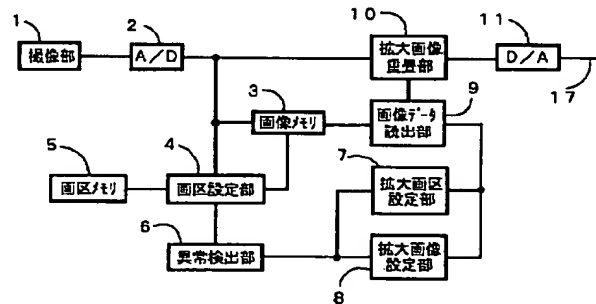 1
2
10
11
撮像部
A/D
拡大画像
重畳部
D/A
17
3
9
画像メモリ
画像データ
読出部
5
4
7
画区メモリ
画区設定部
拡大画区
設定部
6
異常検出部
拡大画像
設定部
8